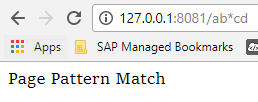 127.0.0.1:8081/ab*cd
Apps SAP Managed Bookmarks
Page Pattern Match